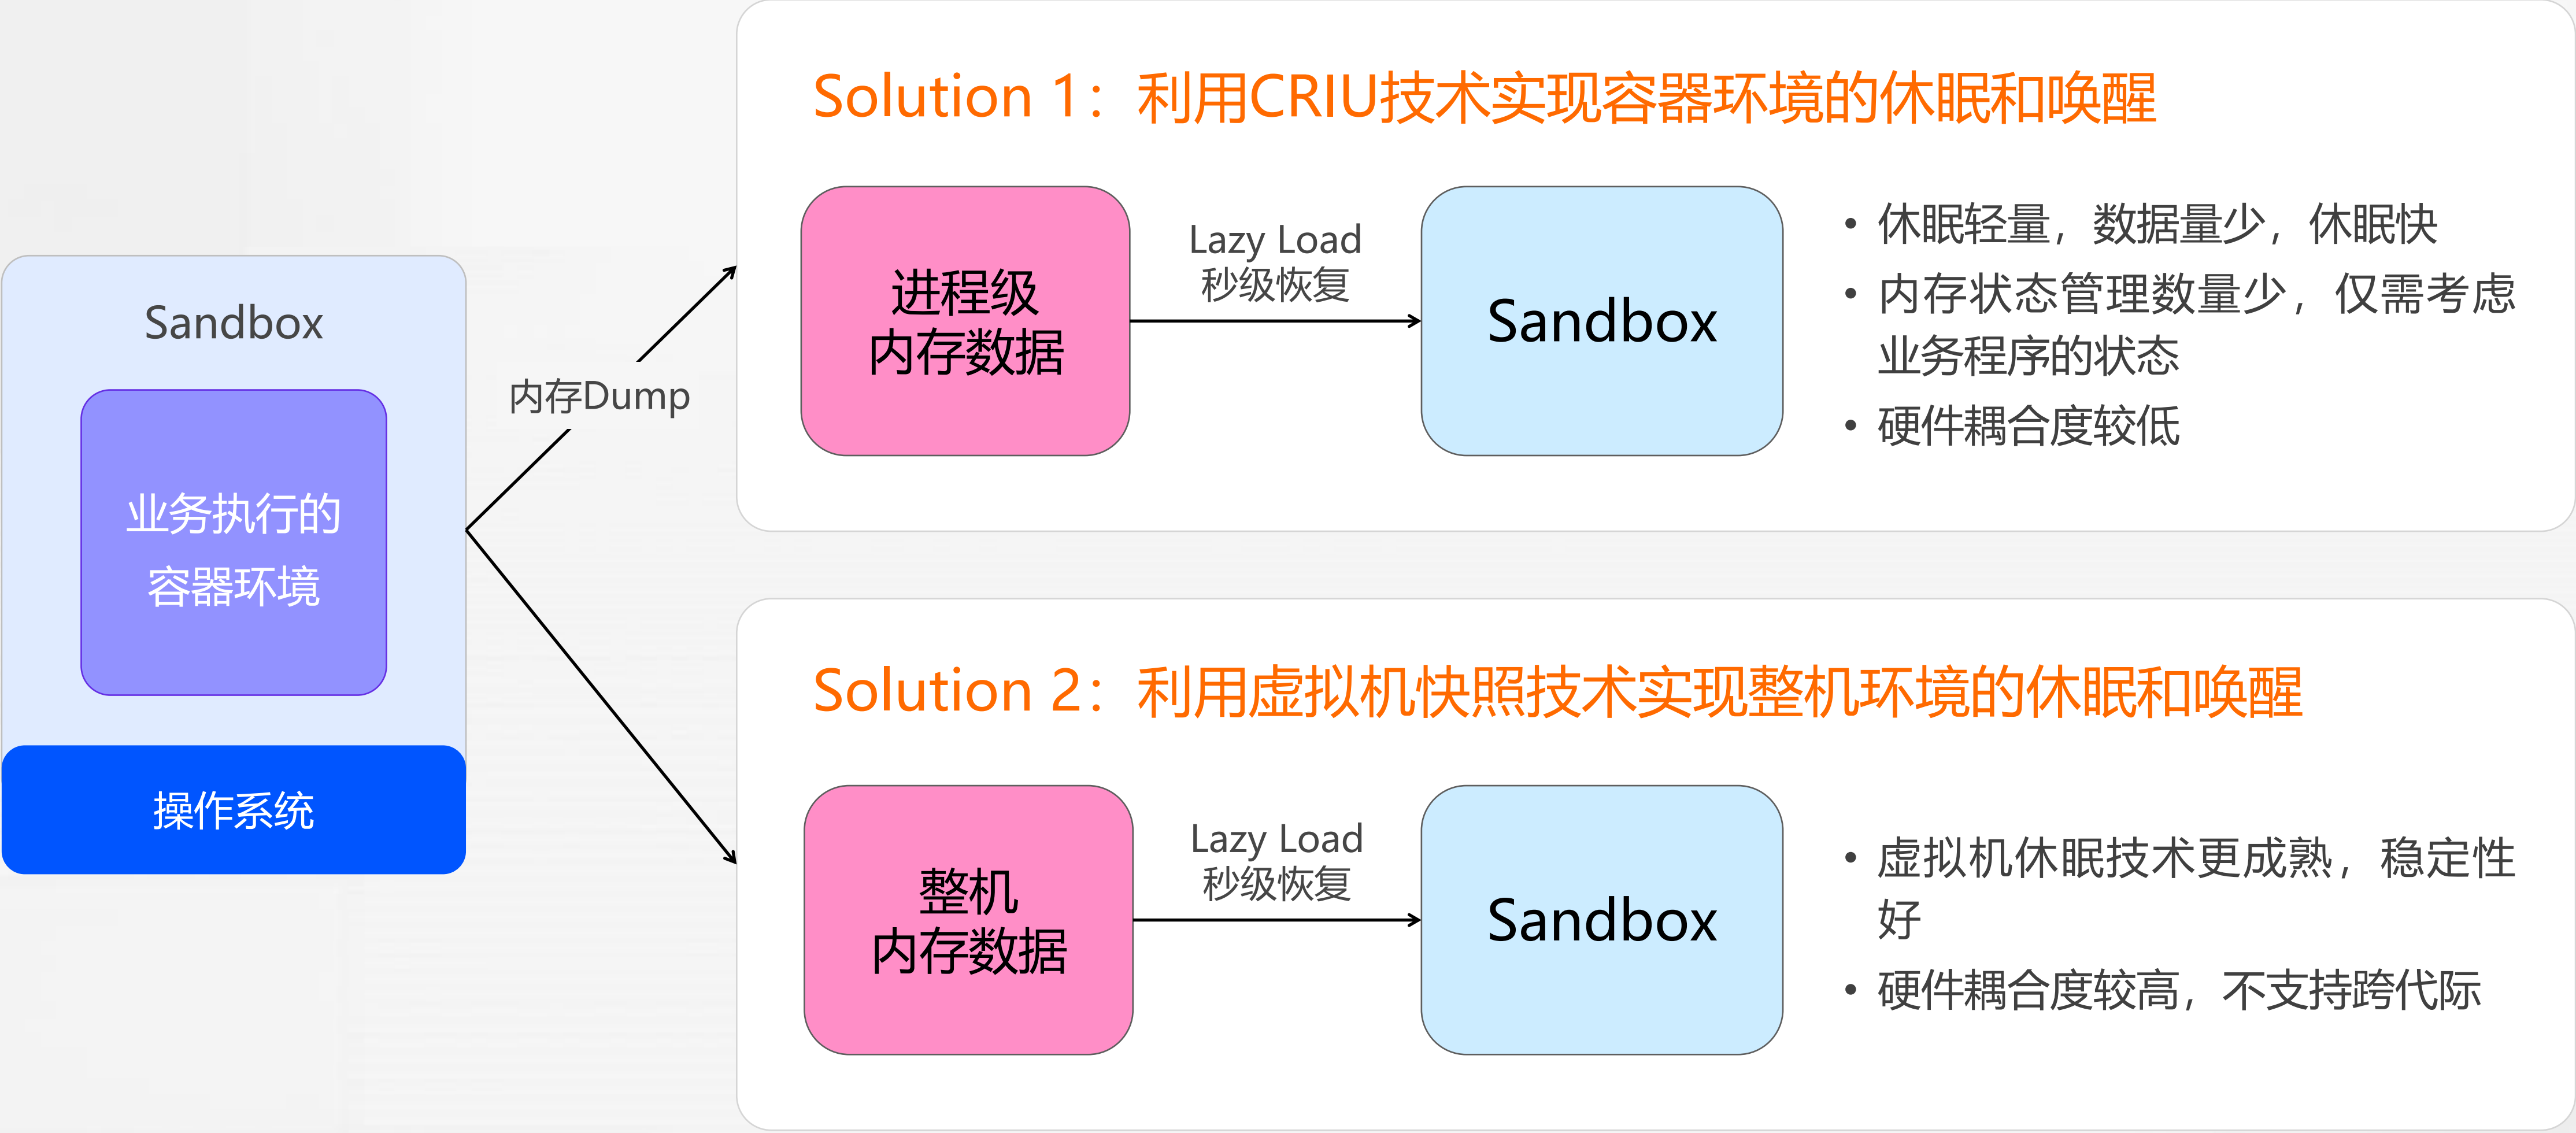 Sandbox
业务执行的
容器环境
操作系统
内存Dump
Solution 1：利用CRIU技术实现容器环境的休眠和唤醒
进程级
内存数据
Lazy Load
秒级恢复
Sandbox
• 休眠轻量，数据量少，休眠快
• 内存状态管理数量少，仅需考虑
业务程序的状态
• 硬件耦合度较低
Solution 2：利用虚拟机快照技术实现整机环境的休眠和唤醒
整机
内存数据
Lazy Load
秒级恢复
Sandbox
• 虚拟机休眠技术更成熟，稳定性
好
• 硬件耦合度较高，不支持跨代际